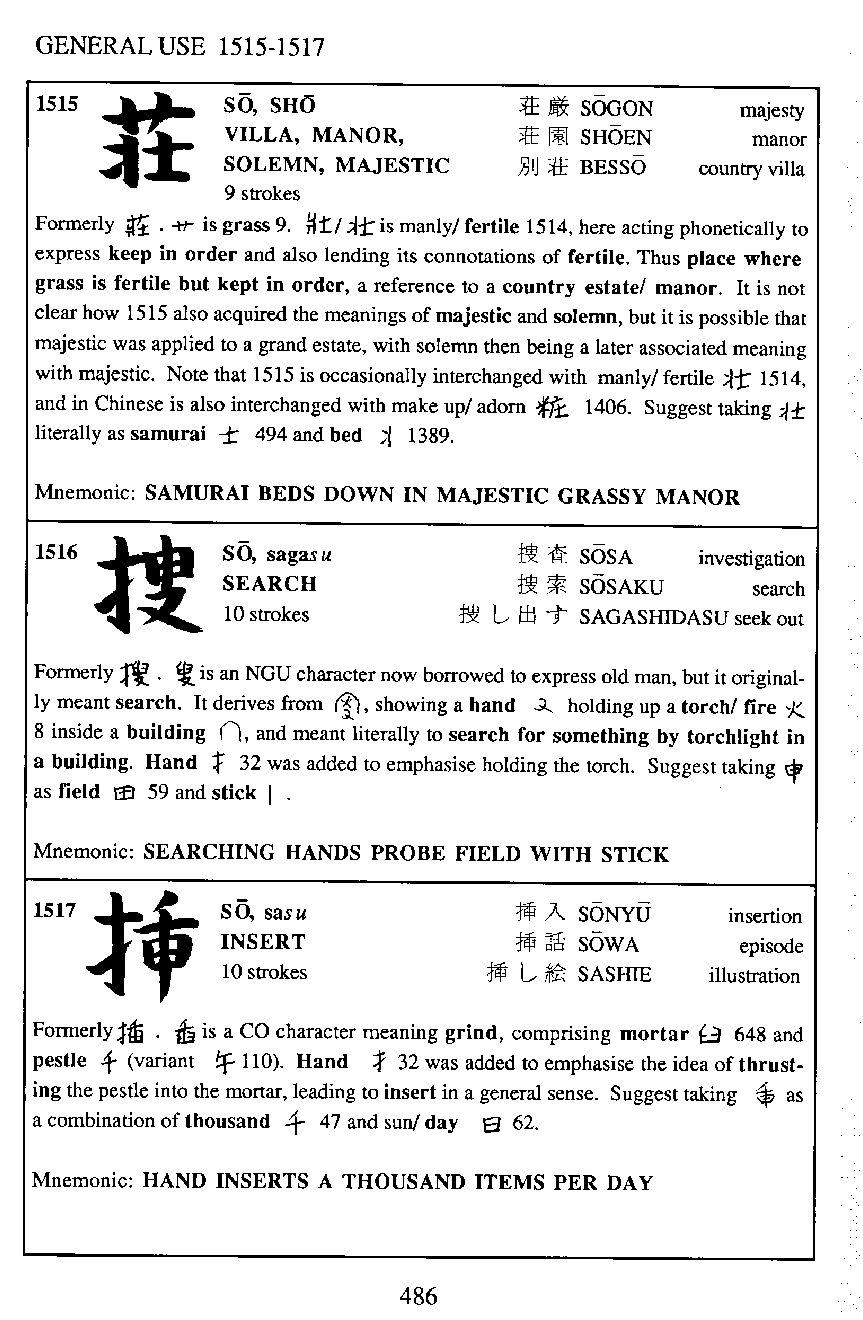 GENERAL USE 1515-1517
1515 荘 SŌ, SHŌ 荘厳 SŌGON majesty
VILLA, MANOR, 荘園 SHŌEN manor
SOLEMN, MAJESTIC 別荘 BESSŌ country villa
9 strokes
Formerly 莊. 艹 is grass 9. 壯/壮 is manly/ fertile 1514, here acting phonetically to
express keep in order and also lending its connotations of fertile. Thus place where
grass is fertile but kept in order, a reference to a country estate/ manor. It is not
clear how 1515 also acquired the meanings of majestic and solemn, but it is possible that
majestic was applied to a grand estate, with solemn then being a later associated meaning
with majestic. Note that 1515 is occasionally interchanged with manly/ fertile 壮 1514,
and in Chinese is also interchanged with make up/ adorn 粧 1406. Suggest taking 壮
literally as samurai 士 494 and bed 丬 1389.
Mnemonic: SAMURAI BEDS DOWN IN MAJESTIC GRASSY MANOR
1516 捜 SŌ, sagasu 捜査 SŌSA investigation
SEARCH 捜索 SŌSAKU search
10 strokes 捜し出す SAGASHIDASU seek out
Formerly 搜. 叟 is an NGU character now borrowed to express old man, but it original-
ly meant search. It derives from , showing a hand holding up a torch/ fire 火
8 inside a building , and meant literally to search for something by torchlight in
a building. Hand 扌 32 was added to emphasise holding the torch. Suggest taking 申
as field 田 59 and stick | .
Mnemonic: SEARCHING HANDS PROBE FIELD WITH STICK
1517 挿 SŌ, sasu 挿入 SŌNYŪ insertion
INSERT 挿話 SŌWA episode
10 strokes 挿し絵 SASHIE illustration
Formerly 插. 臿 is a CO character meaning grind, comprising mortar 臼 648 and
pestle 千 (variant 午 110). Hand 扌 32 was added to emphasise the idea of thrust-
ing the pestle into the mortar, leading to insert in a general sense. Suggest taking as
a combination of thousand 千 47 and sun/ day 日 62.
Mnemonic: HAND INSERTS A THOUSAND ITEMS PER DAY
486